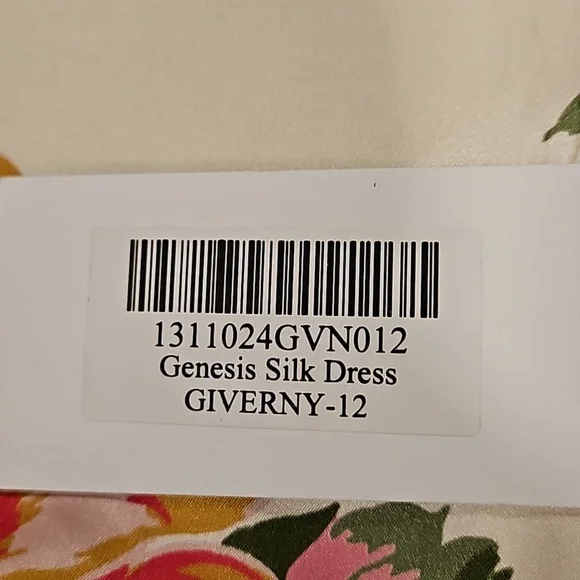 1311024GVN012
Genesis Silk Dress
GIVERNY-12